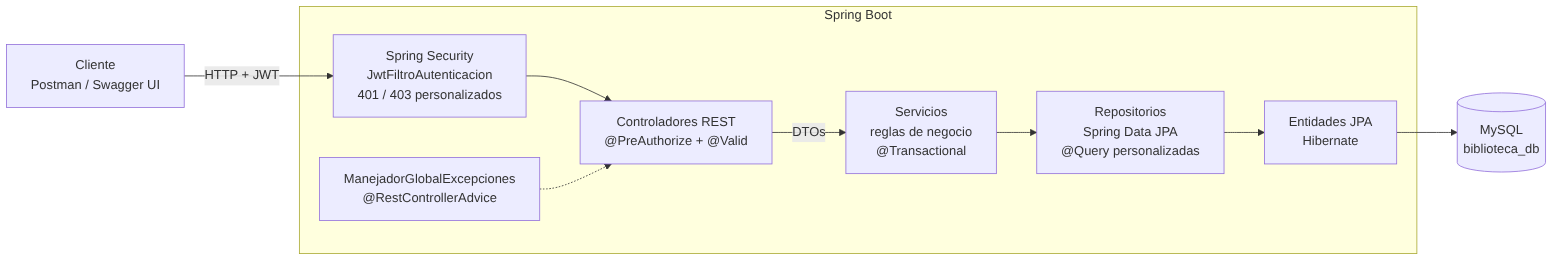 Spring Boot
Cliente
Postman / Swagger UI
HTTP + JWT
Spring Security
JwtFiltroAutenticacion
401 / 403 personalizados
ManejadorGlobalExcepciones
@RestControllerAdvice
Controladores REST
@PreAuthorize + @Valid
DTOs
Servicios
reglas de negocio
@Transactional
Repositorios
Spring Data JPA
@Query personalizadas
Entidades JPA
Hibernate
MySQL
biblioteca_db